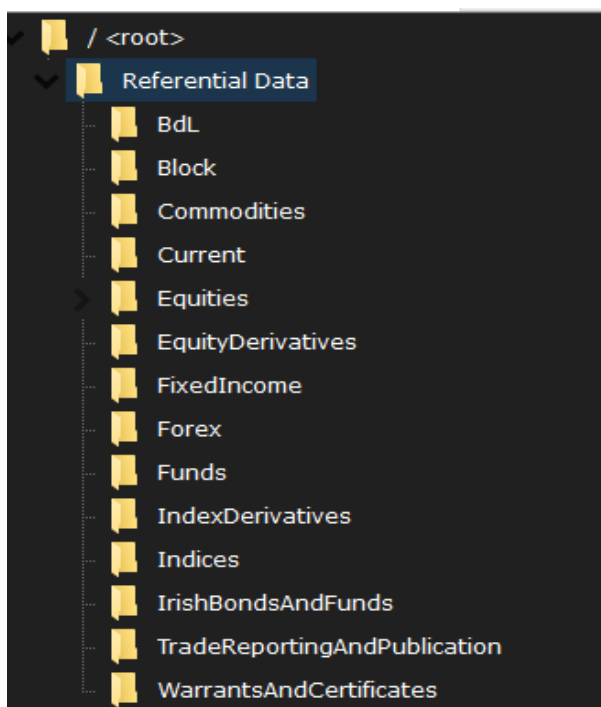 / <root>
Referential Data
BdL
Block
Commodities
Current
Equities
EquityDerivatives
FixedIncome
Forex
Funds
IndexDerivatives
Indices
IrishBondsAndFunds
TradeReportingAndPublication
WarrantsAndCertificates